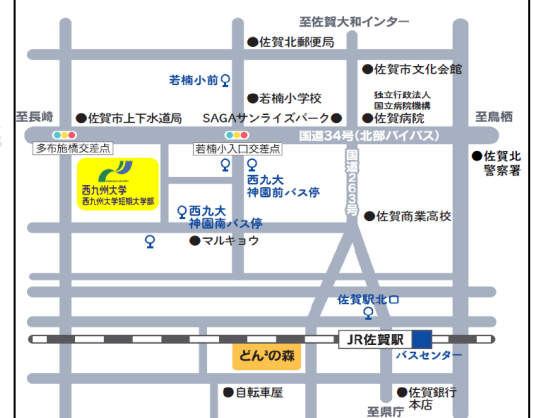 至佐賀大和インター
●佐賀北郵便局
若楠小前
●佐賀市文化会館
●若楠小学校
独立行政法人
国立病院機構
至長崎
●佐賀市上下水道局
SAGAサンライズパーク●
●佐賀病院
至鳥栖
国道34号(北部バイパス)
多布施橋交差点
若楠小入口交差点
●佐賀北
警察署
西九州大学
西九州大学短期大学部
西九大
神園前バス停
国道263号
西九大
神園南バス停
●佐賀商業高校
●マルキョウ
佐賀駅北口
JR佐賀駅
バスセンター
どん³の森
●自転車屋
●佐賀銀行
本店
至県庁